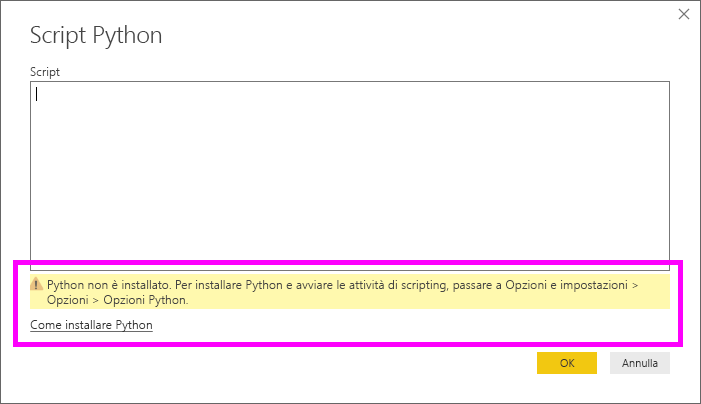 Script Python
Script
Python non è installato. Per installare Python e avviare le attività di scripting, passare a Opzioni e impostazioni >
Opzioni > Opzioni Python.
Come installare Python
OK
Annulla